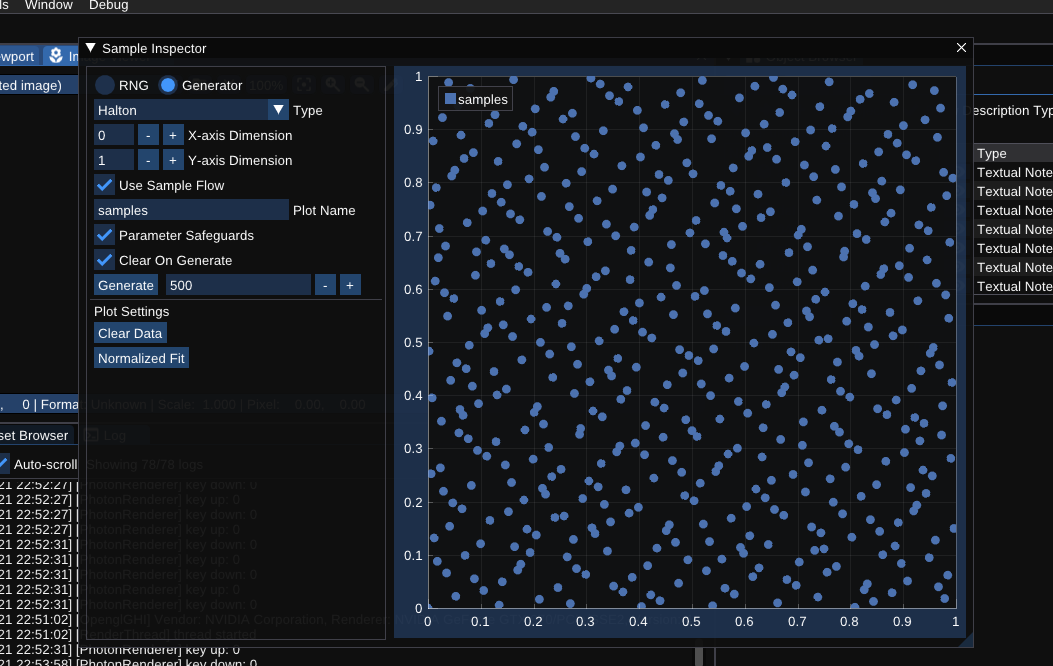 ls Window Debug
wport
ted image)
Sample Inspector
RNG Generator
100%
Halton Type
0 - + X-axis Dimension
1 - + Y-axis Dimension
Use Sample Flow
samples Plot Name
Parameter Safeguards
Clear On Generate
Generate 500 - +
Plot Settings
Clear Data
Normalized Fit
samples
1
0.9
0.8
0.7
0.6
0.5
0.4
0.3
0.2
0.1
0
0 0.1 0.2 0.3 0.4 0.5 0.6 0.7 0.8 0.9 1
escription Typ
Type
Textual Note
Textual Note
Textual Note
Textual Note
Textual Note
Textual Note
Textual Note
, 0 | Format: Unknown | Scale: 1.000 | Pixel: 0.00 0.00
set Browser Log
Auto-scroll Showing 78/78 logs
21 22:52:27] [PhotonRenderer] key down: 0
21 22:52:27] [PhotonRenderer] key up: 0
21 22:52:27] [PhotonRenderer] key down: 0
21 22:52:27] [PhotonRenderer] key up: 0
21 22:52:31] [PhotonRenderer] key down: 0
21 22:52:31] [PhotonRenderer] key up: 0
21 22:52:31] [PhotonRenderer] key down: 0
21 22:52:31] [PhotonRenderer] key up: 0
21 22:52:31] [PhotonRenderer] key down: 0
21 22:51:02] [OpenglGHI] Vendor: NVIDIA Corporation. Renderer:
21 22:51:02] [RenderThread] thread started
21 22:52:31] [PhotonRenderer] key up: 0
21 22:53:58] [PhotonRenderer] key down: 0